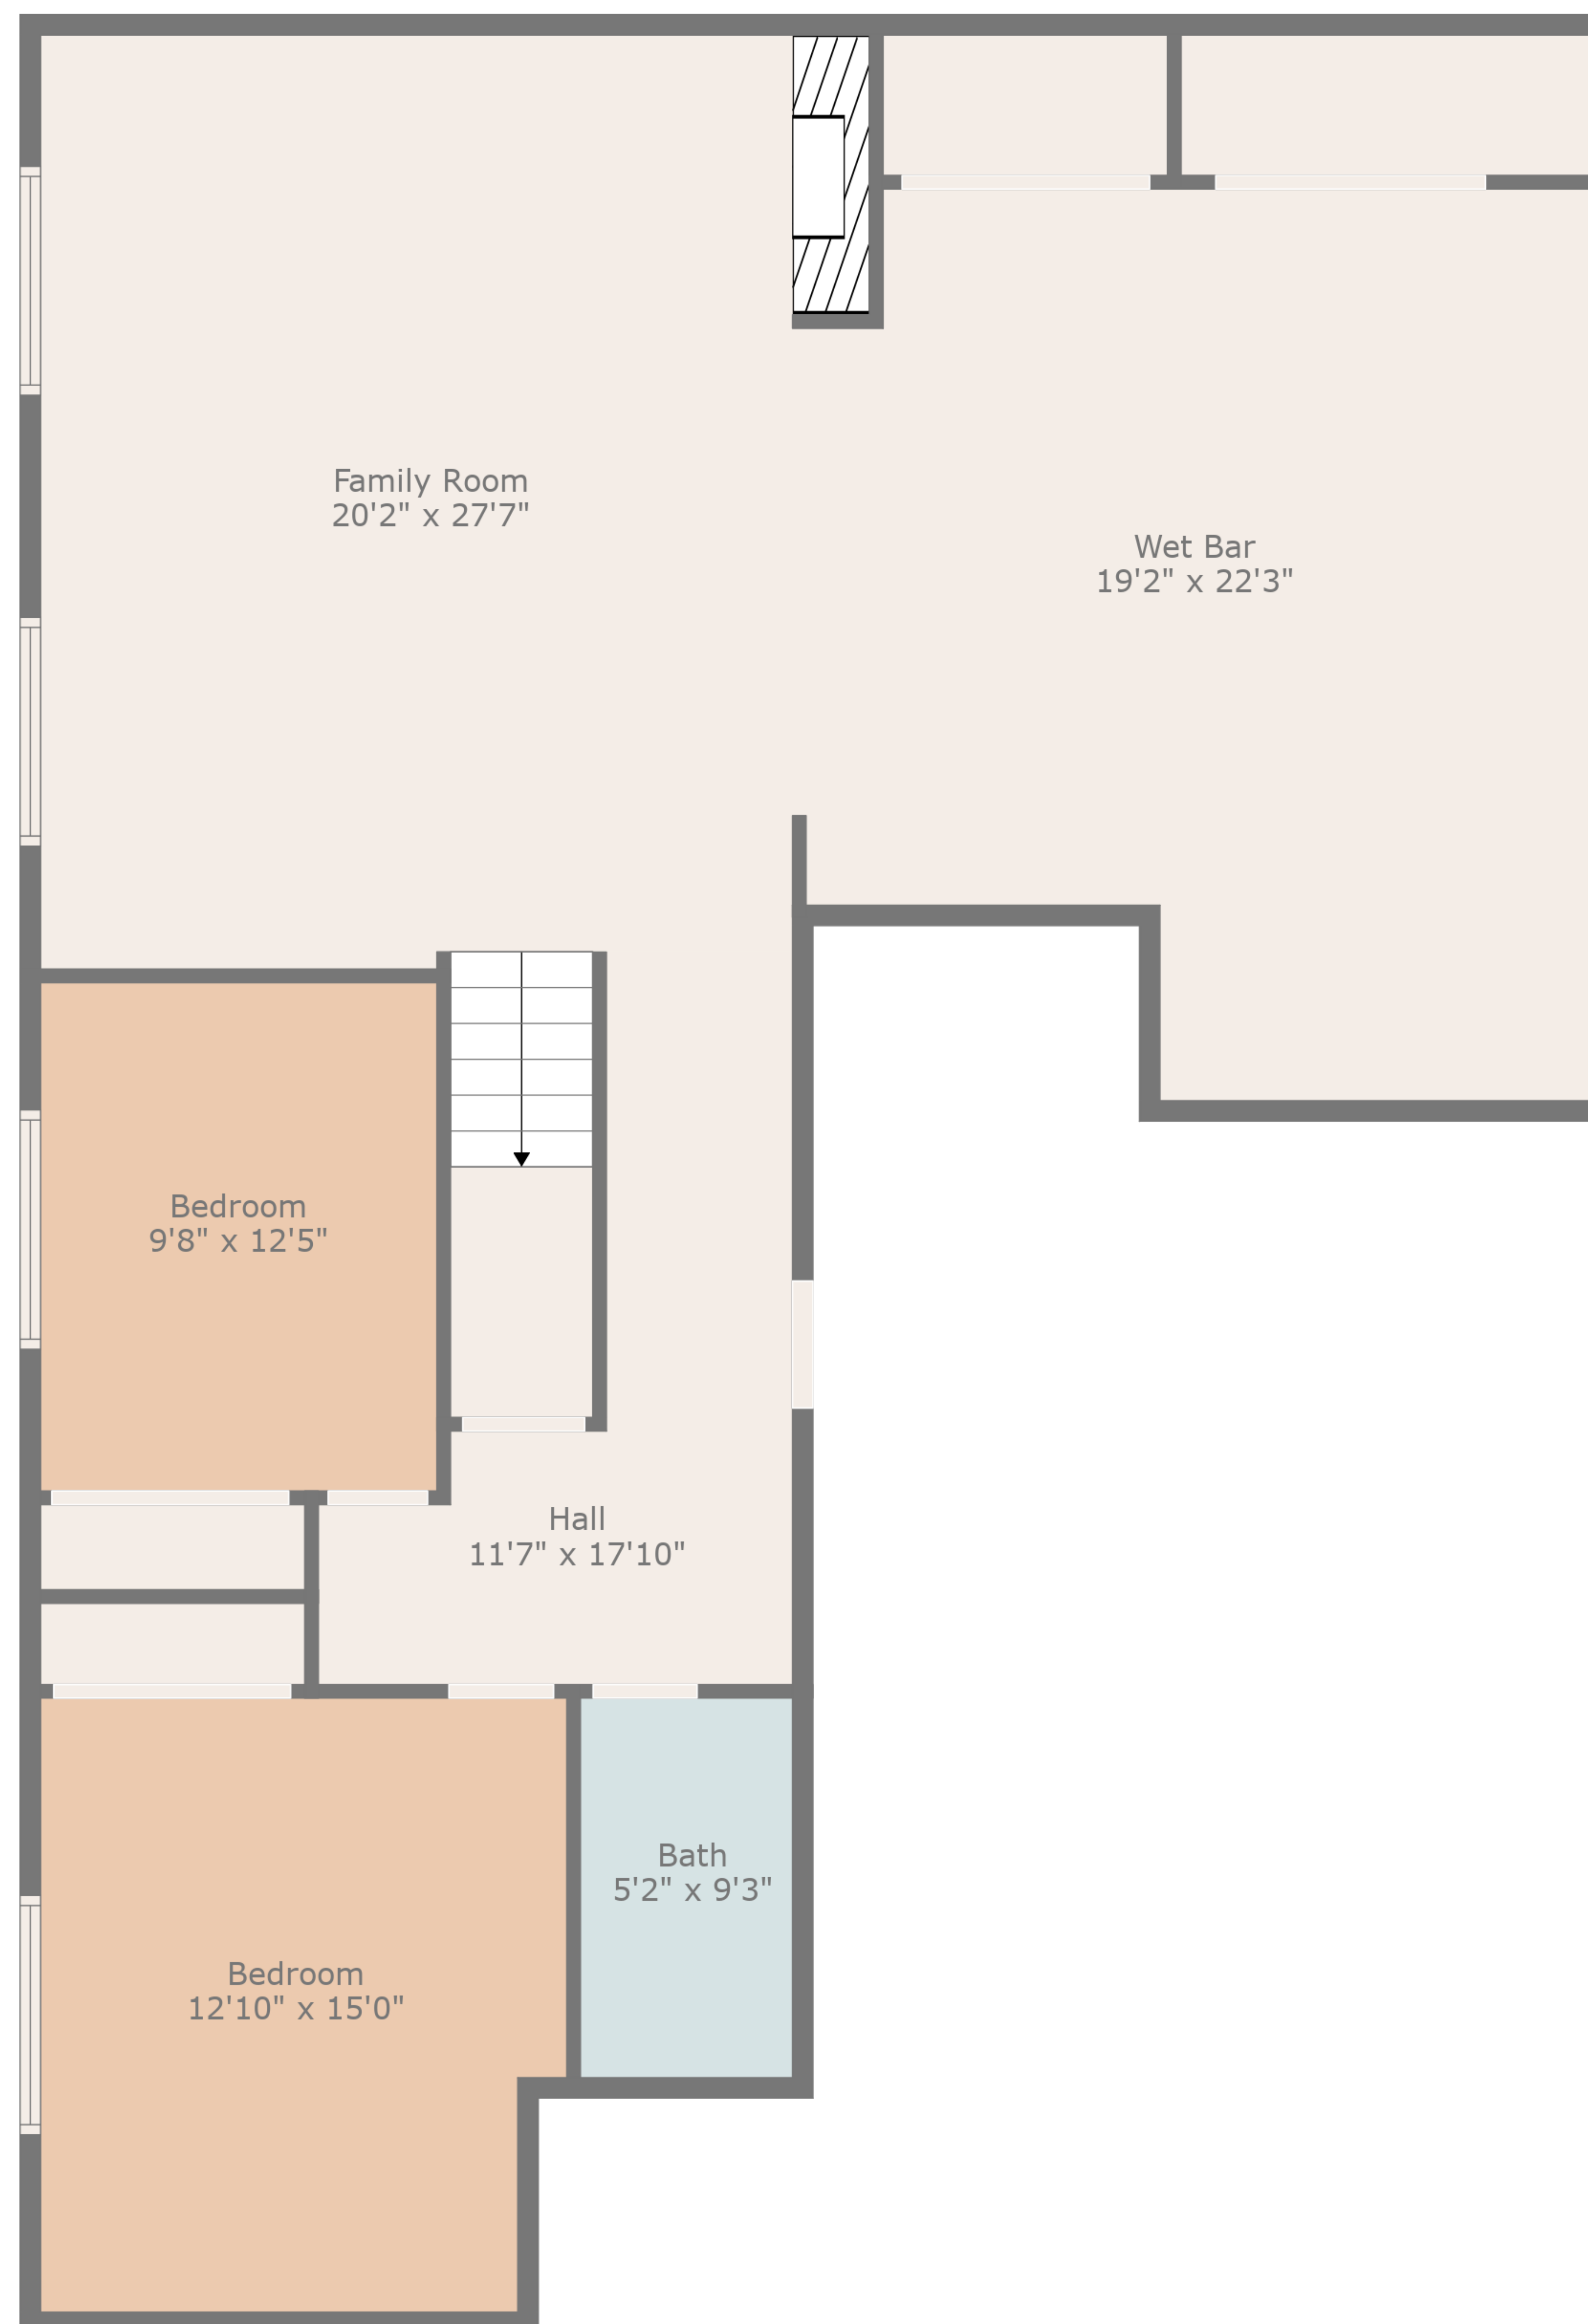 Family Room
20'2" x 27'7"
Wet Bar
19'2" x 22'3"
Bedroom
9'8" x 12'5"
Hall
11'7" x 17'10"
Bath
5'2" x 9'3"
Bedroom
12'10" x 15'0"